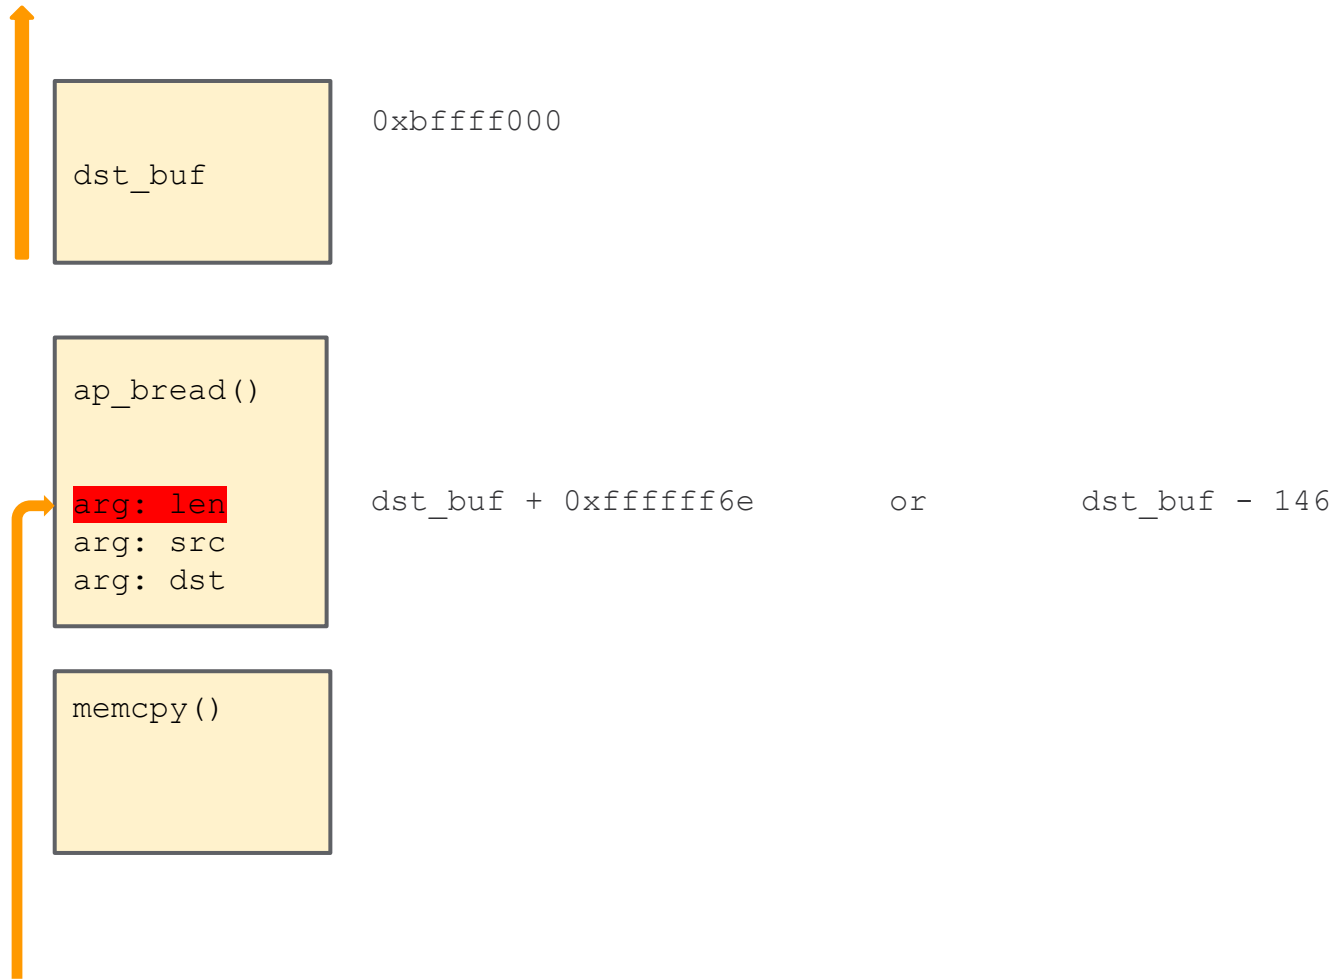 0xbffff000
dst_buf
ap_bread()
arg: len dst_buf + 0xffffff6e or dst_buf - 146
arg: src
arg: dst
memcpy()